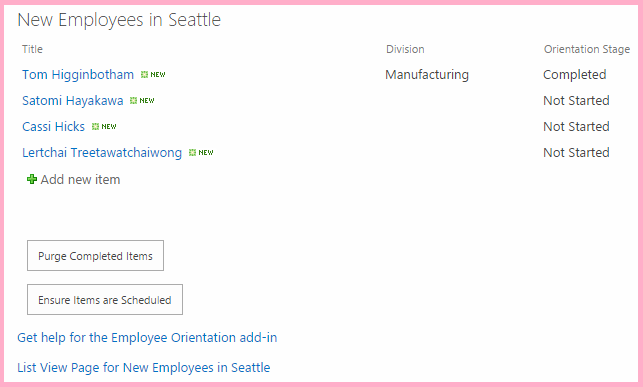 New Employees in Seattle
Title Division Orientation Stage
Tom Higginbotham NEW Manufacturing Completed
Satomi Hayakawa NEW Not Started
Cassi Hicks NEW Not Started
Lertchai Treetawatchaiwong NEW Not Started
Add new item
Purge Completed Items
Ensure Items are Scheduled
Get help for the Employee Orientation add-in
List View Page for New Employees in Seattle